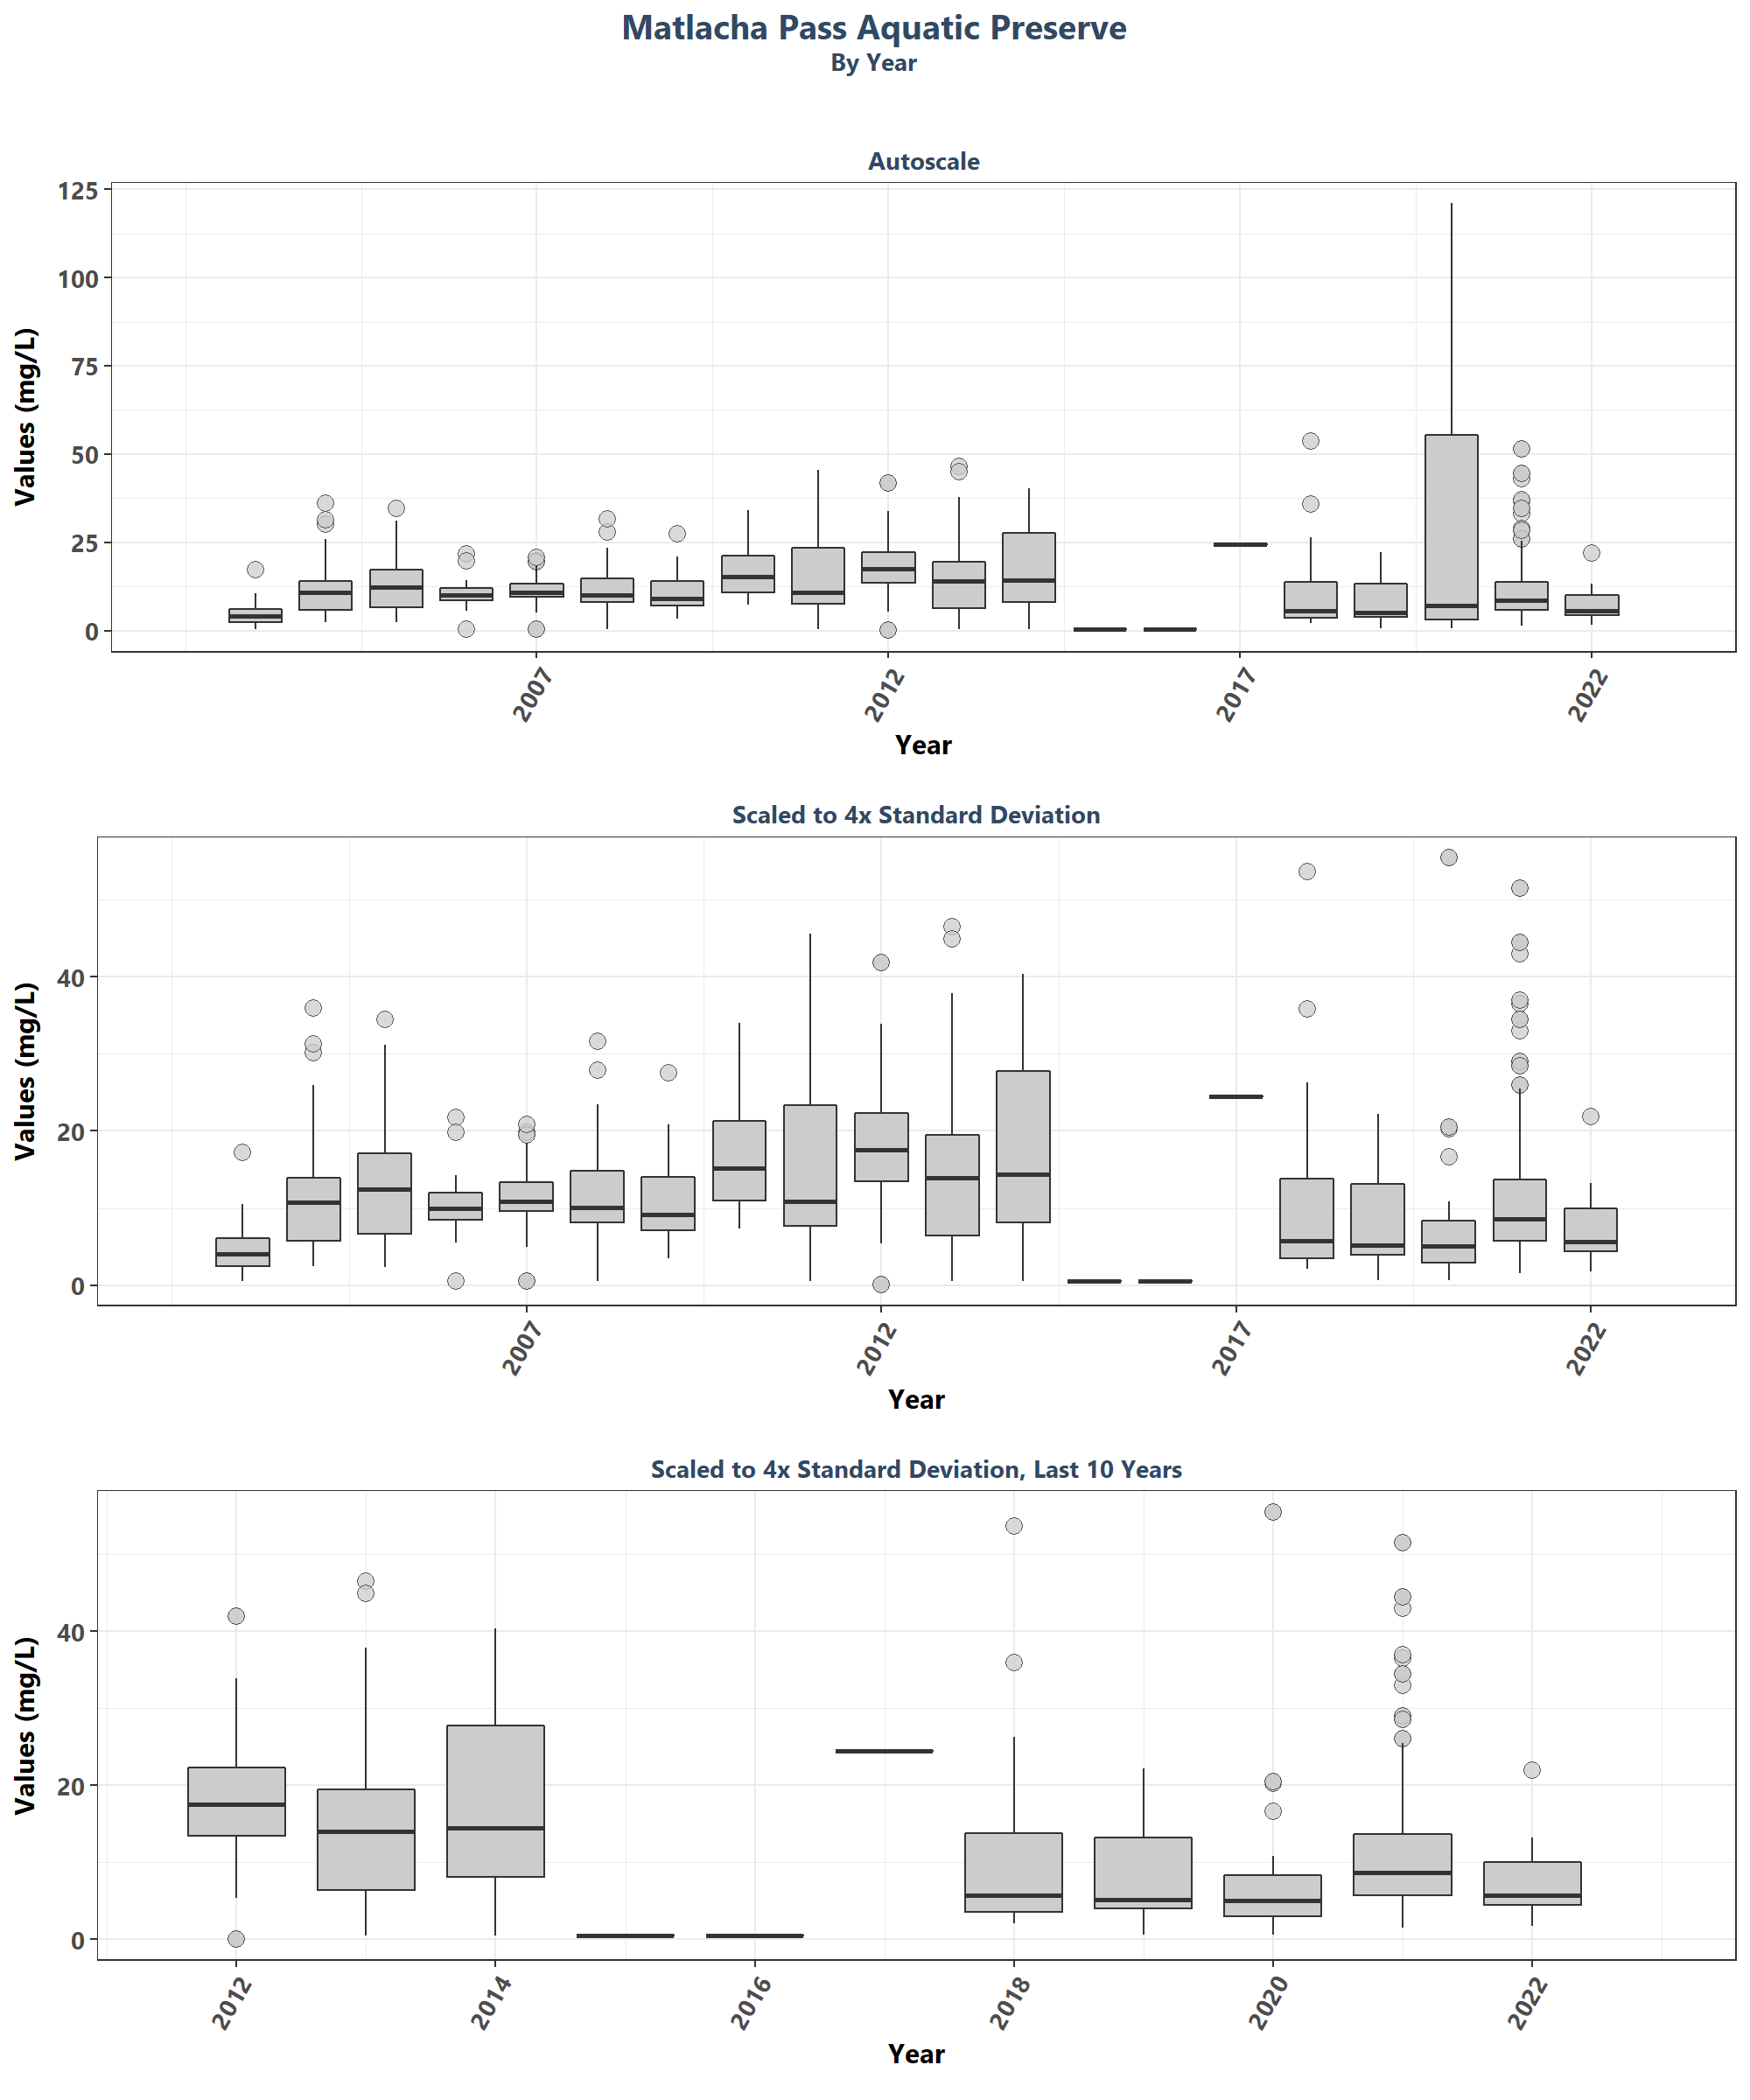 Matlacha Pass Aquatic Preserve
By Year
Autoscale
Values (mg/L)
125
100
75
50
25
0
2007
2012
2017
2022
Year
Scaled to 4x Standard Deviation
Values (mg/L)
40
20
0
2007
2012
2017
2022
Year
Scaled to 4x Standard Deviation, Last 10 Years
Values (mg/L)
40
20
0
2012
2014
2016
2018
2020
2022
Year